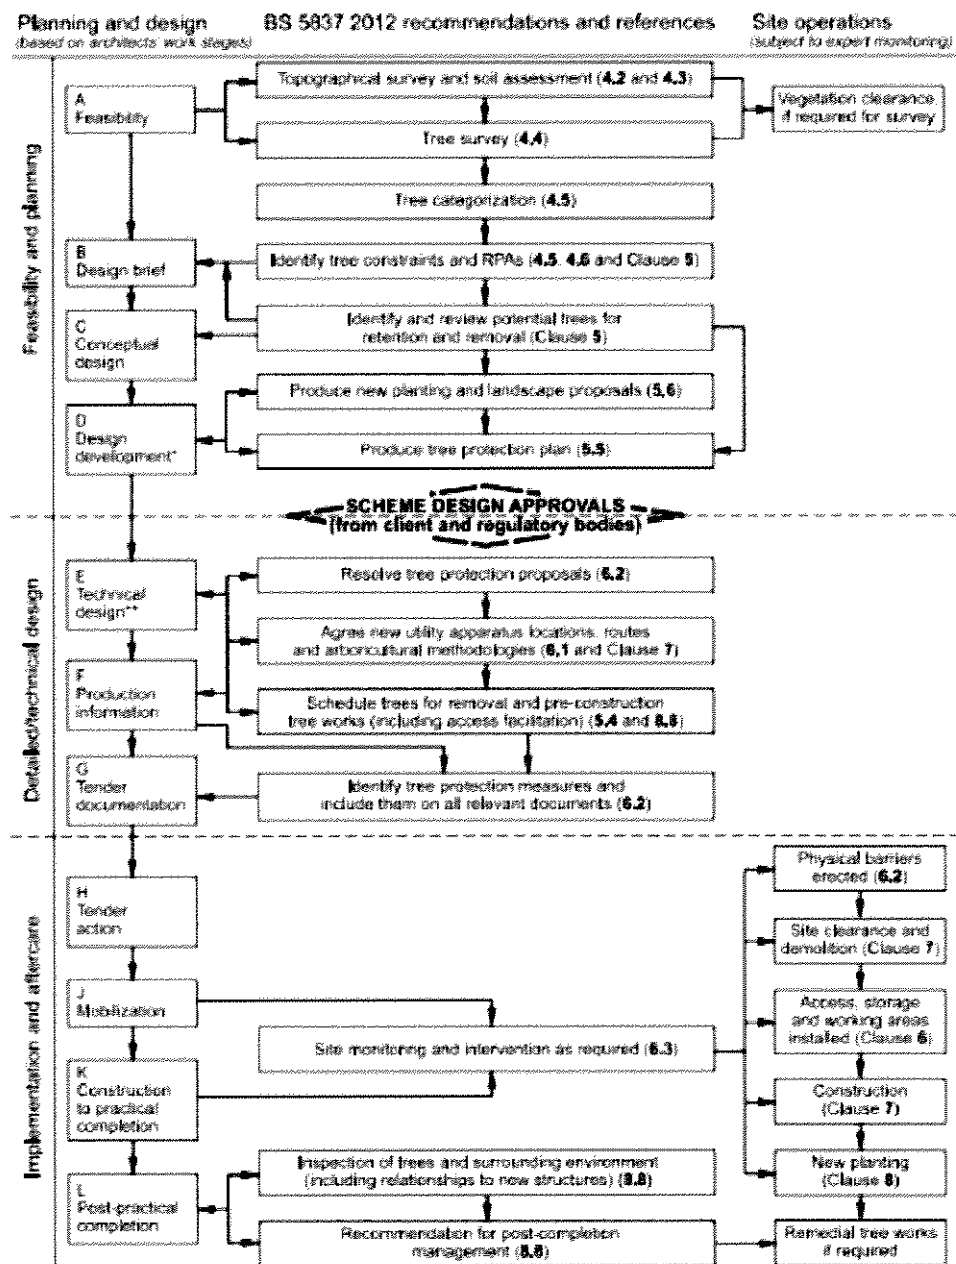 Planning and design
(based on architects' work stages)
BS 5837 2012 recommendations and references
Site operations
(subject to expert monitoring)
Feasibility and planning
A
Feasibility
Topographical survey and soil assessment (4.2 and 4.3)
Vegetation clearance,
if required for survey
Tree survey (4.4)
Tree categorization (4.5)
B
Design brief
Identify tree constraints and RPAs (4.5, 4.6 and Clause 5)
C
Conceptual
design
Identify and review potential trees for
retention and removal (Clause 5)
D
Design
development*
Produce new planting and landscape proposals (5,6)
Produce tree protection plan (5.5)
SCHEME DESIGN APPROVALS
(from client and regulatory bodies)
Detailed/technical design
E
Technical
design**
Resolve tree protection proposals (6.2)
Agree new utility apparatus locations, routes
and arboricultural methodologies (6,1 and Clause 7)
F
Production
information
Schedule trees for removal and pre-construction
tree works (including access facilitation) (5.4 and 8.8)
G
Tender
documentation
Identify tree protection measures and
include them on all relevant documents (6.2)
Implementation and aftercare
H
Tender
action
Physical barriers
erected (6.2)
Site clearance and
demolition (Clause 7)
J
Mobilization
Access, storage
and working areas
installed (Clause 6)
Site monitoring and intervention as required (6.3)
K
Construction
to practical
completion
Construction
(Clause 7)
L
Post-practical
completion
Inspection of trees and surrounding environment
(including relationships to new structures) (8.8)
New planting
(Clause 8)
Recommendation for post-completion
management (8.8)
Remedial tree works
if required